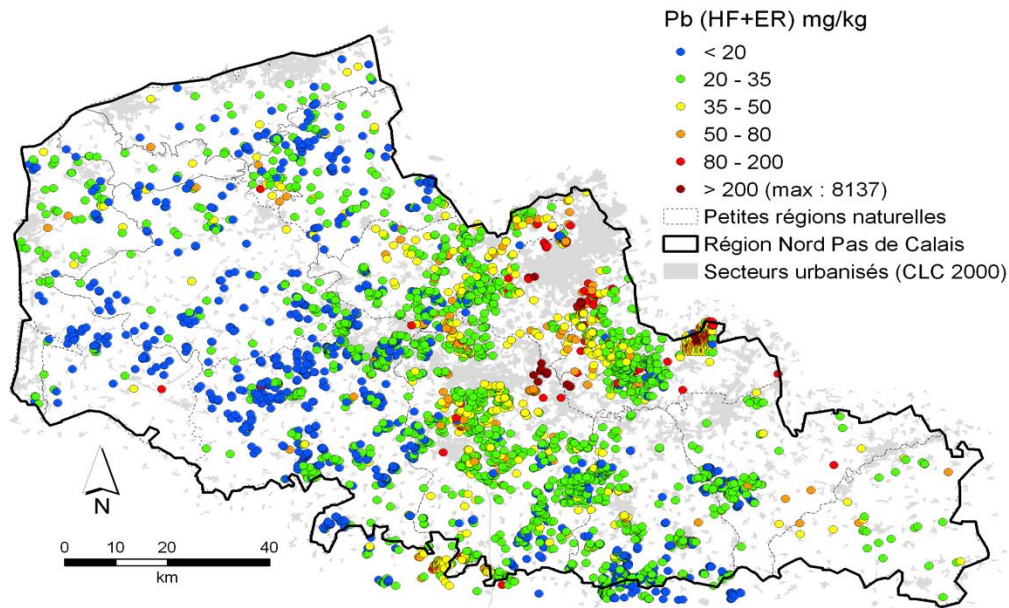 Pb (HF+ER) mg/kg
< 20
20 - 35
35 - 50
50 - 80
80 - 200
> 200 (max : 8137)
Petites régions naturelles
Région Nord Pas de Calais
Secteurs urbanisés (CLC 2000)
N
0 10 20 40
km